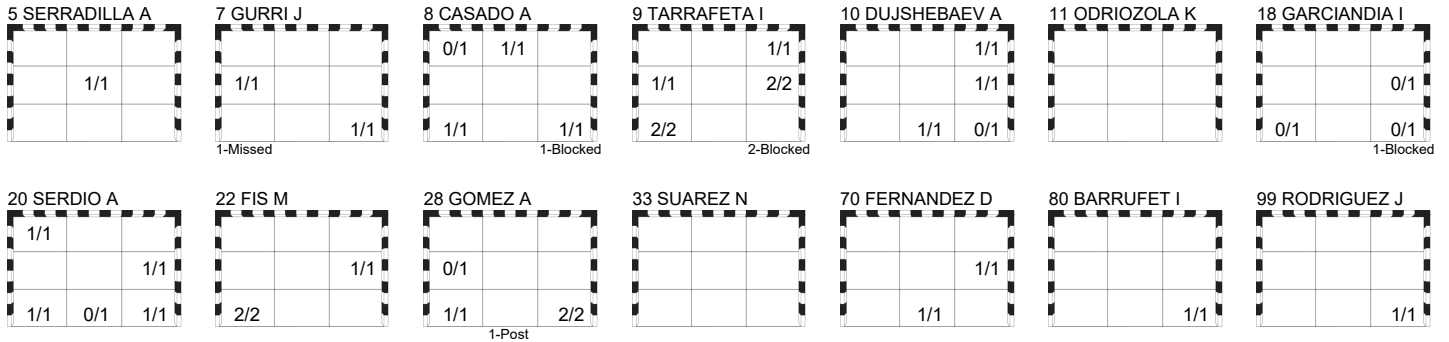 5 SERRADILLA A 7 GURRI J 8 CASADO A 9 TARRAFETA I 10 DUJSHEBAEV A 11 ODRIOZOLA K 18 GARCIANDIA I
0/1 1/1 1/1 1/1
1/1 1/1 1/1 2/2 1/1 0/1
1/1 1/1 1/1 2/2 1/1 0/1 0/1 0/1
1-Missed 1-Blocked 2-Blocked 1-Blocked
20 SERDIO A 22 FIS M 28 GOMEZ A 33 SUAREZ N 70 FERNANDEZ D 80 BARRUFET I 99 RODRIGUEZ J
1/1
1/1 1/1 0/1 1/1
1/1 0/1 1/1 2/2 1/1 2/2 1/1 1/1 1/1
1-Post